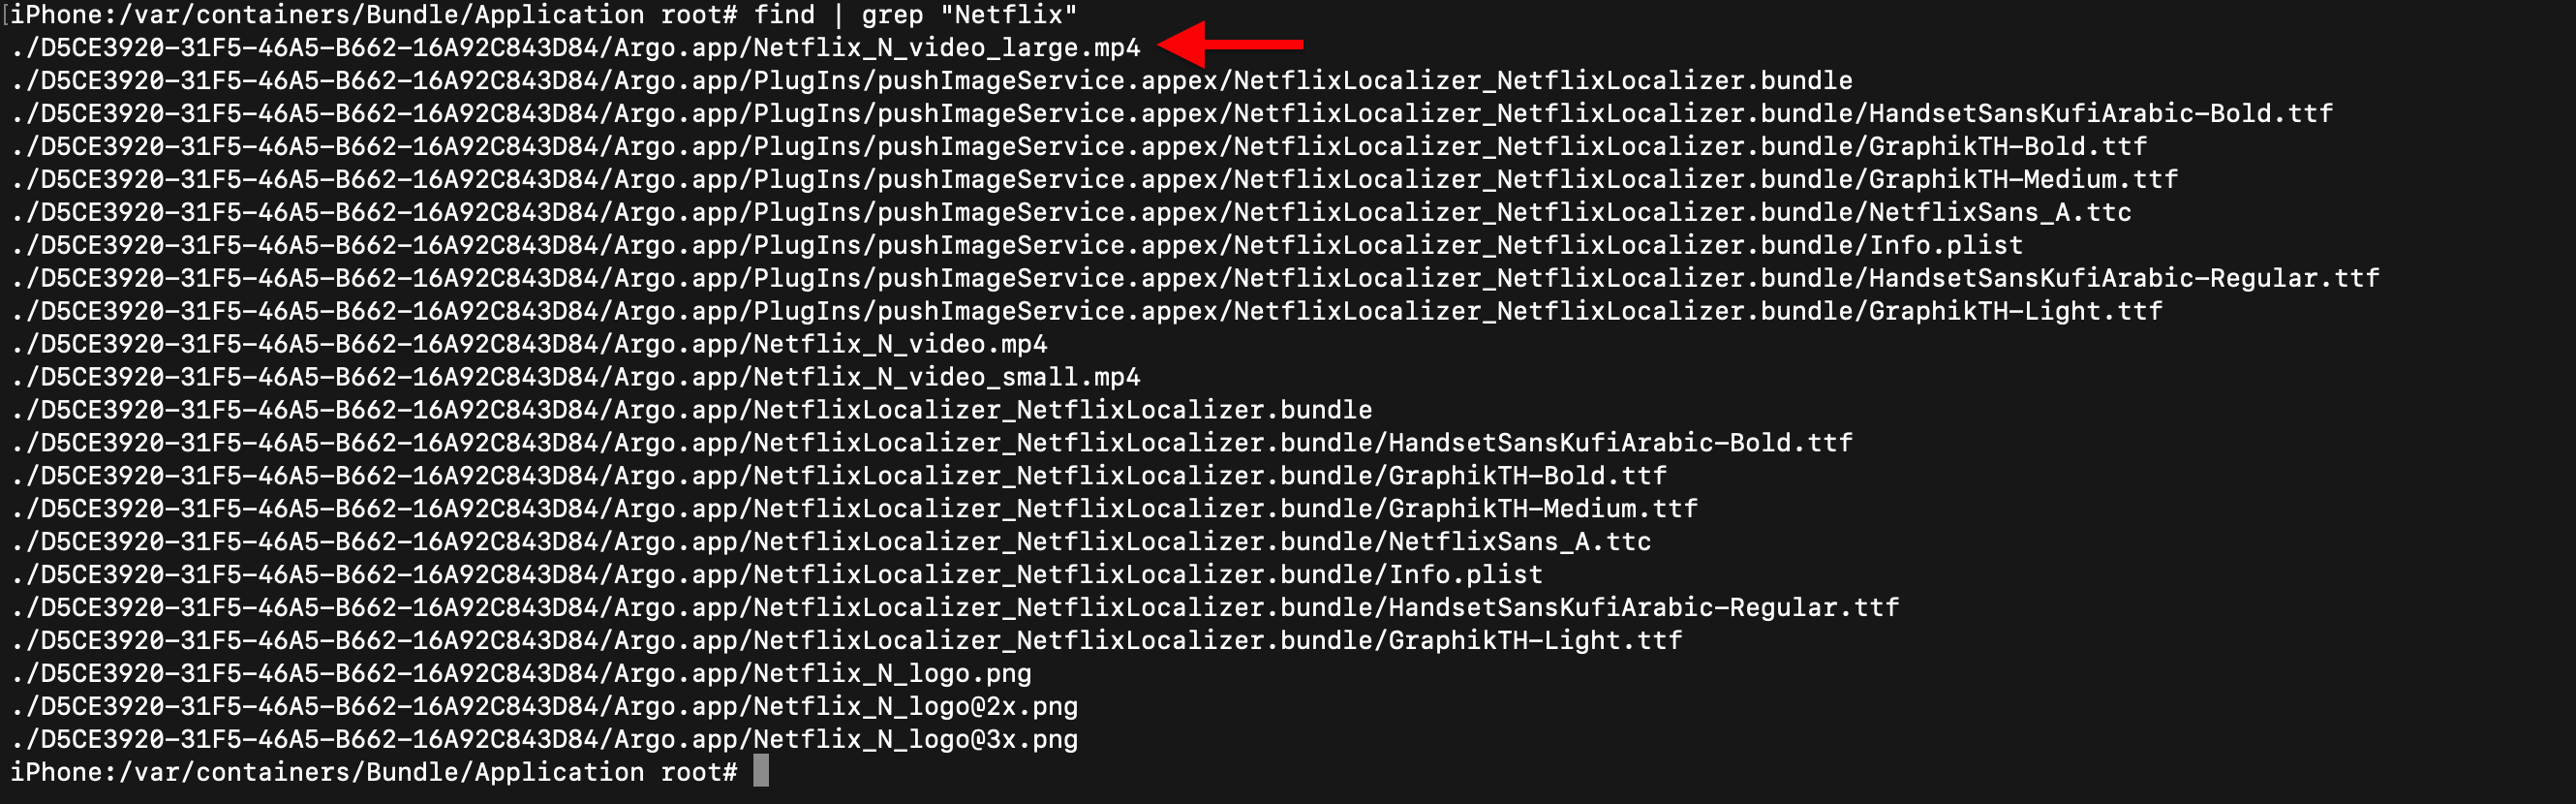 iPhone:/var/containers/Bundle/Application root# find | grep "Netflix"
./D5CE3920-31F5-46A5-B662-16A92C843D84/Argo.app/Netflix_N_video_large.mp4
./D5CE3920-31F5-46A5-B662-16A92C843D84/Argo.app/PlugIns/pushImageService.appex/NetflixLocalizer_NetflixLocalizer.bundle
./D5CE3920-31F5-46A5-B662-16A92C843D84/Argo.app/PlugIns/pushImageService.appex/NetflixLocalizer_NetflixLocalizer.bundle/HandsetSansKufiArabic-Bold.ttf
./D5CE3920-31F5-46A5-B662-16A92C843D84/Argo.app/PlugIns/pushImageService.appex/NetflixLocalizer_NetflixLocalizer.bundle/GraphikTH-Bold.ttf
./D5CE3920-31F5-46A5-B662-16A92C843D84/Argo.app/PlugIns/pushImageService.appex/NetflixLocalizer_NetflixLocalizer.bundle/GraphikTH-Medium.ttf
./D5CE3920-31F5-46A5-B662-16A92C843D84/Argo.app/PlugIns/pushImageService.appex/NetflixLocalizer_NetflixLocalizer.bundle/NetflixSans_A.ttc
./D5CE3920-31F5-46A5-B662-16A92C843D84/Argo.app/PlugIns/pushImageService.appex/NetflixLocalizer_NetflixLocalizer.bundle/Info.plist
./D5CE3920-31F5-46A5-B662-16A92C843D84/Argo.app/PlugIns/pushImageService.appex/NetflixLocalizer_NetflixLocalizer.bundle/HandsetSansKufiArabic-Regular.ttf
./D5CE3920-31F5-46A5-B662-16A92C843D84/Argo.app/PlugIns/pushImageService.appex/NetflixLocalizer_NetflixLocalizer.bundle/GraphikTH-Light.ttf
./D5CE3920-31F5-46A5-B662-16A92C843D84/Argo.app/Netflix_N_video.mp4
./D5CE3920-31F5-46A5-B662-16A92C843D84/Argo.app/Netflix_N_video_small.mp4
./D5CE3920-31F5-46A5-B662-16A92C843D84/Argo.app/NetflixLocalizer_NetflixLocalizer.bundle
./D5CE3920-31F5-46A5-B662-16A92C843D84/Argo.app/NetflixLocalizer_NetflixLocalizer.bundle/HandsetSansKufiArabic-Bold.ttf
./D5CE3920-31F5-46A5-B662-16A92C843D84/Argo.app/NetflixLocalizer_NetflixLocalizer.bundle/GraphikTH-Bold.ttf
./D5CE3920-31F5-46A5-B662-16A92C843D84/Argo.app/NetflixLocalizer_NetflixLocalizer.bundle/GraphikTH-Medium.ttf
./D5CE3920-31F5-46A5-B662-16A92C843D84/Argo.app/NetflixLocalizer_NetflixLocalizer.bundle/NetflixSans_A.ttc
./D5CE3920-31F5-46A5-B662-16A92C843D84/Argo.app/NetflixLocalizer_NetflixLocalizer.bundle/Info.plist
./D5CE3920-31F5-46A5-B662-16A92C843D84/Argo.app/NetflixLocalizer_NetflixLocalizer.bundle/HandsetSansKufiArabic-Regular.ttf
./D5CE3920-31F5-46A5-B662-16A92C843D84/Argo.app/NetflixLocalizer_NetflixLocalizer.bundle/GraphikTH-Light.ttf
./D5CE3920-31F5-46A5-B662-16A92C843D84/Argo.app/Netflix_N_logo.png
./D5CE3920-31F5-46A5-B662-16A92C843D84/Argo.app/Netflix_N_logo@2x.png
./D5CE3920-31F5-46A5-B662-16A92C843D84/Argo.app/Netflix_N_logo@3x.png
iPhone:/var/containers/Bundle/Application root#